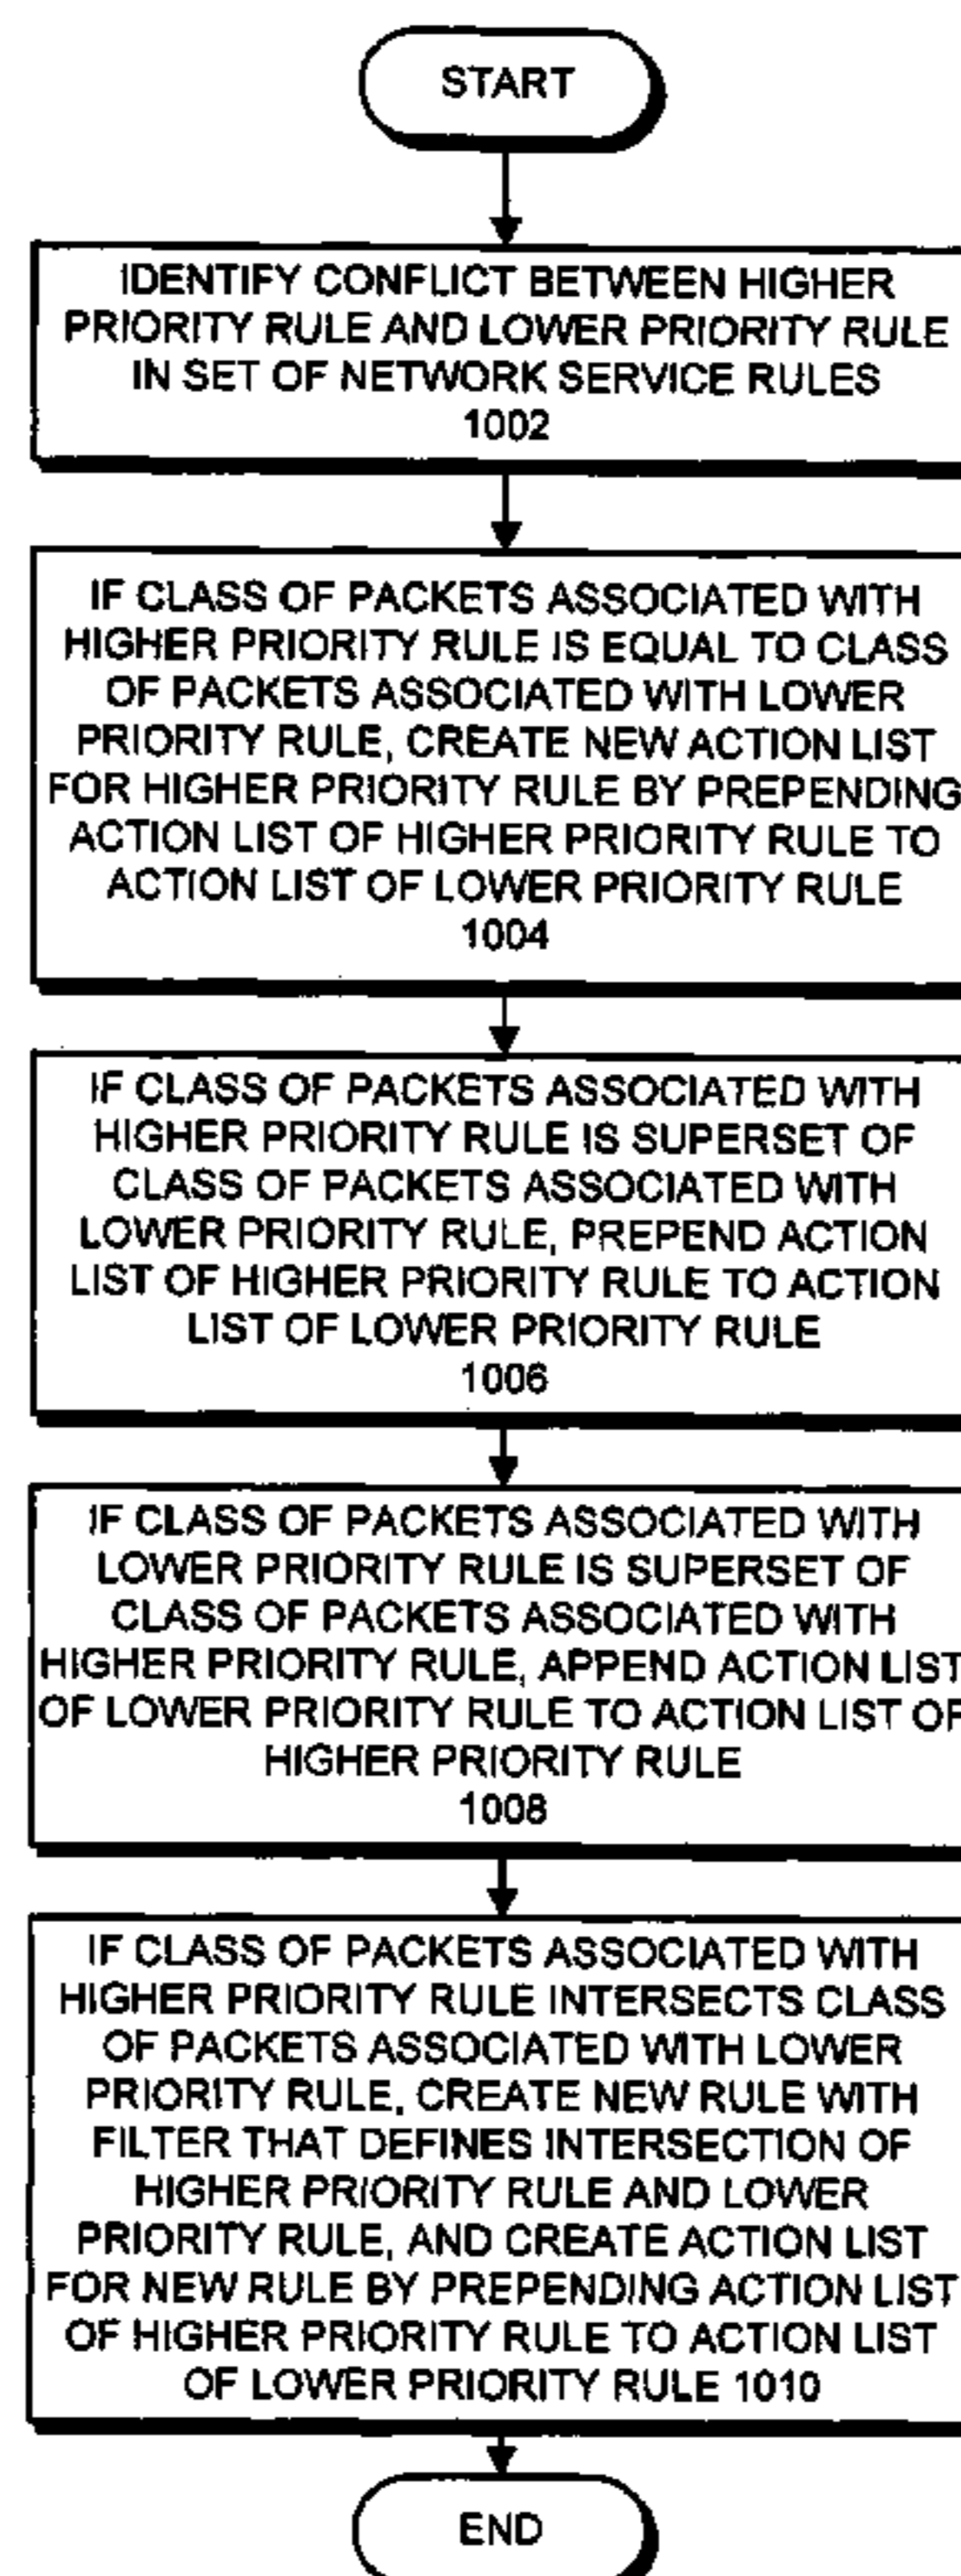 START
IDENTIFY CONFLICT BETWEEN HIGHER
PRIORITY RULE AND LOWER PRIORITY RULE
IN SET OF NETWORK SERVICE RULES
1002
IF CLASS OF PACKETS ASSOCIATED WITH
HIGHER PRIORITY RULE IS EQUAL TO CLASS
OF PACKETS ASSOCIATED WITH LOWER
PRIORITY RULE, CREATE NEW ACTION LIST
FOR HIGHER PRIORITY RULE BY PREPENDING
ACTION LIST OF HIGHER PRIORITY RULE TO
ACTION LIST OF LOWER PRIORITY RULE
1004
IF CLASS OF PACKETS ASSOCIATED WITH
HIGHER PRIORITY RULE IS SUPERSET OF
CLASS OF PACKETS ASSOCIATED WITH
LOWER PRIORITY RULE, PREPEND ACTION
LIST OF HIGHER PRIORITY RULE TO ACTION
LIST OF LOWER PRIORITY RULE
1006
IF CLASS OF PACKETS ASSOCIATED WITH
LOWER PRIORITY RULE IS SUPERSET OF
CLASS OF PACKETS ASSOCIATED WITH
HIGHER PRIORITY RULE, APPEND ACTION LIST
OF LOWER PRIORITY RULE TO ACTION LIST OF
HIGHER PRIORITY RULE
1008
IF CLASS OF PACKETS ASSOCIATED WITH
HIGHER PRIORITY RULE INTERSECTS CLASS
OF PACKETS ASSOCIATED WITH LOWER
PRIORITY RULE, CREATE NEW RULE WITH
FILTER THAT DEFINES INTERSECTION OF
HIGHER PRIORITY RULE AND LOWER
PRIORITY RULE, AND CREATE ACTION LIST
FOR NEW RULE BY PREPENDING ACTION LIST
OF HIGHER PRIORITY RULE TO ACTION LIST
OF LOWER PRIORITY RULE 1010
END